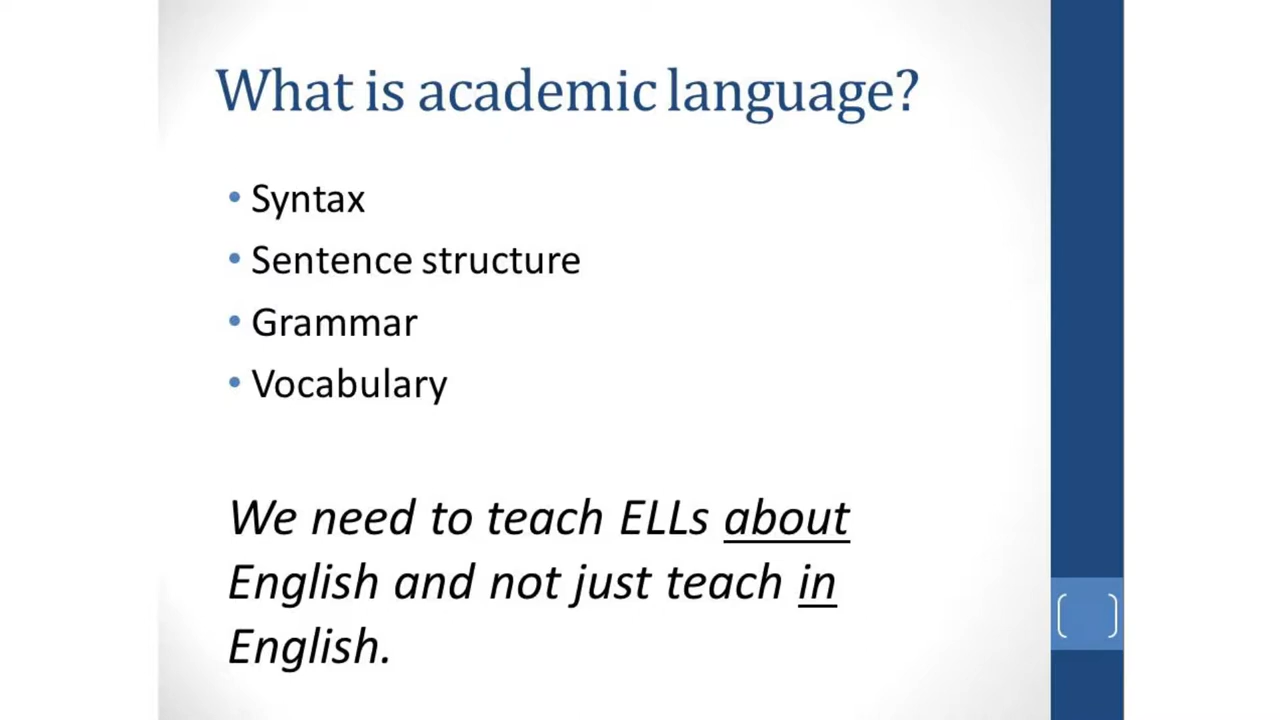 What is academic language?
• Syntax
• Sentence structure
• Grammar
• Vocabulary
We need to teach ELLs about
English and not just teach in
English.